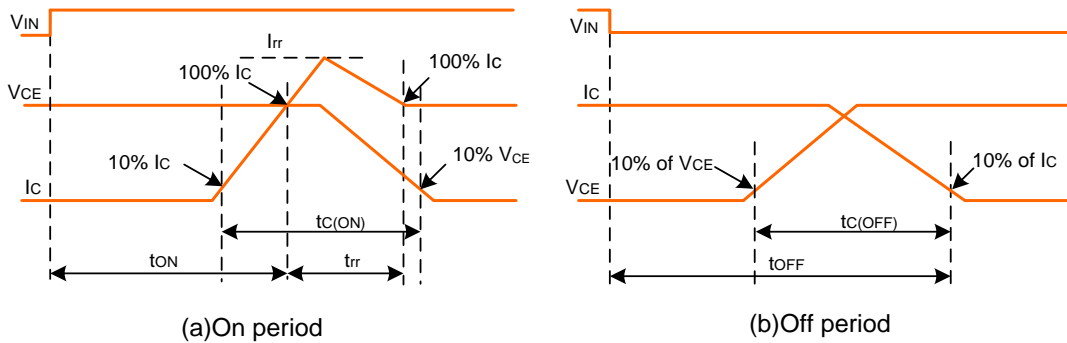 VIN
Irr
100% IC
100% IC
VCE
10% IC
10% VCE
IC
tC(ON)
tON
trr
(a)On period
VIN
IC
10% of VCE
10% of IC
VCE
tC(OFF)
tOFF
(b)Off period